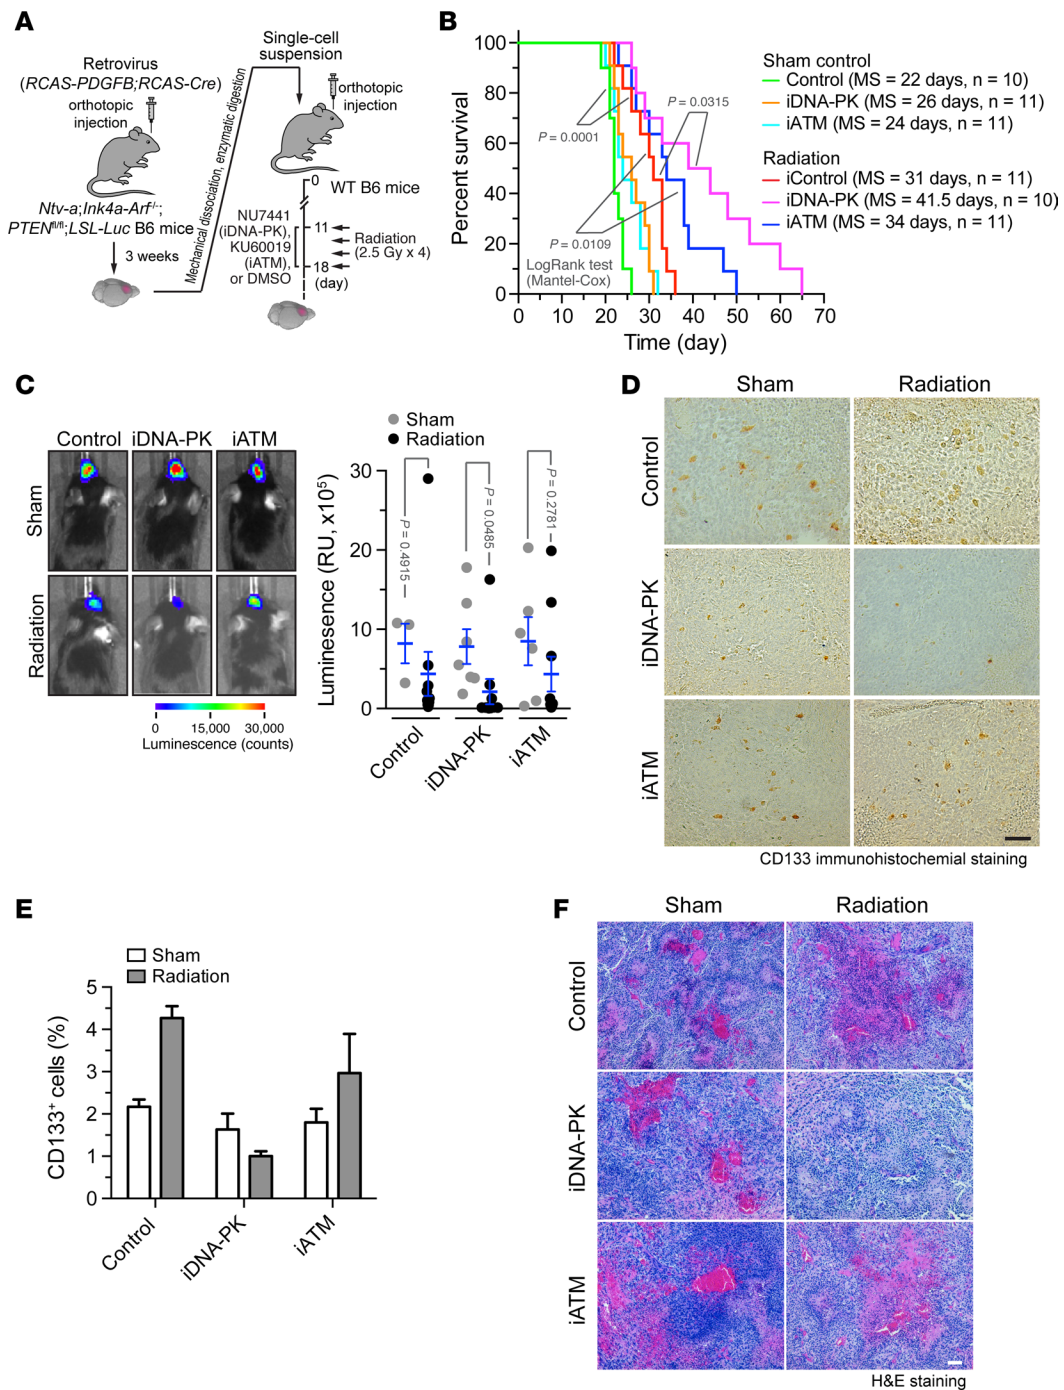 A
Retrovirus
(RCAS-PDGFB;RCAS-Cre)
orthotopic
injection
Ntv-a;Ink4a-Arf-/-;
PTENfl/fl;LSL-Luc B6 mice
3 weeks
Mechanical dissociation, enzymatic digestion
Single-cell
suspension
orthotopic
injection
0
WT B6 mice
NU7441
(iDNA-PK),
KU60019
(iATM),
or DMSO
11
18
(day)
Radiation
(2.5 Gy x 4)
B
Percent survival
100
80
60
40
20
0
0 10 20 30 40 50 60 70
Time (day)
P = 0.0001
P = 0.0315
P = 0.0109
LogRank test
(Mantel-Cox)
Sham control
Control (MS = 22 days, n = 10)
iDNA-PK (MS = 26 days, n = 11)
iATM (MS = 24 days, n = 11)
Radiation
iControl (MS = 31 days, n = 11)
iDNA-PK (MS = 41.5 days, n = 10)
iATM (MS = 34 days, n = 11)
C
Control iDNA-PK iATM
Sham
Radiation
0 15,000 30,000
Luminescence (counts)
Sham
Radiation
Luminesence (RU, x10⁵)
30
20
10
0
P = 0.4915
P = 0.0485
P = 0.2781
Control
iDNA-PK
iATM
D
Sham Radiation
Control
iDNA-PK
iATM
CD133 immunohistochemial staining
E
Sham
Radiation
CD133⁺ cells (%)
5
4
3
2
1
0
Control
iDNA-PK
iATM
F
Sham Radiation
Control
iDNA-PK
iATM
H&E staining